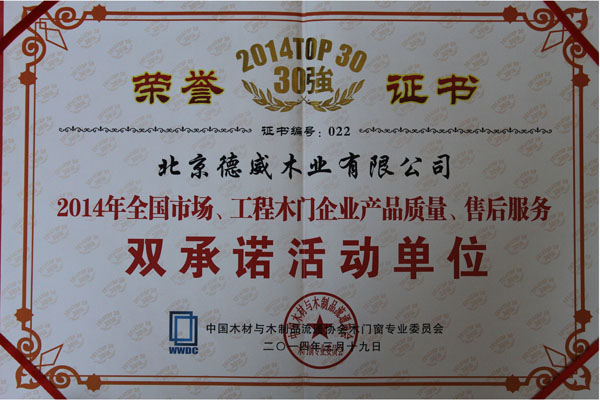 2014TOP 30
30強
荣誉 证书
证书编号：022
北京德威木业有限公司
2014年全国市场、工程木门企业产品质量、售后服务
双承诺活动单位
WWDC
中国木材与木制品流通协会木门窗专业委员会
二〇一四年三月十九日